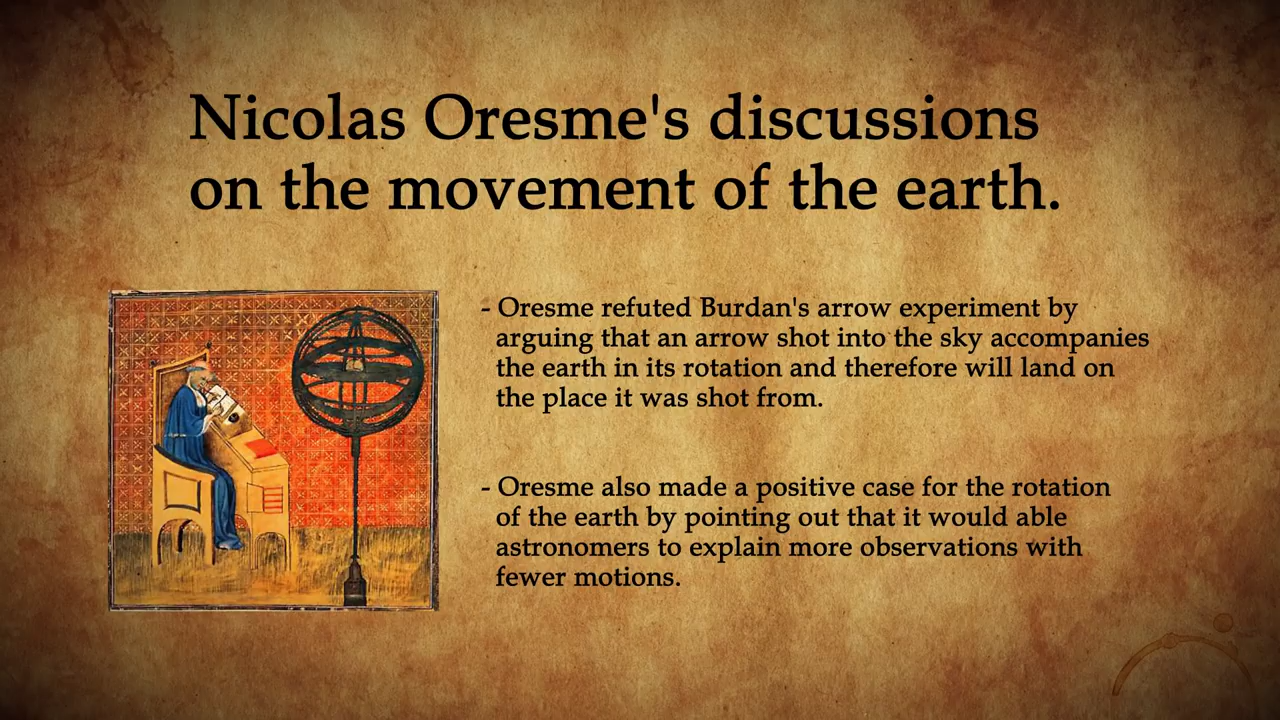 Nicolas Oresme's discussions
on the movement of the earth.
- Oresme refuted Burdan's arrow experiment by
arguing that an arrow shot into the sky accompanies
the earth in its rotation and therefore will land on
the place it was shot from.
- Oresme also made a positive case for the rotation
of the earth by pointing out that it would able
astronomers to explain more observations with
fewer motions.